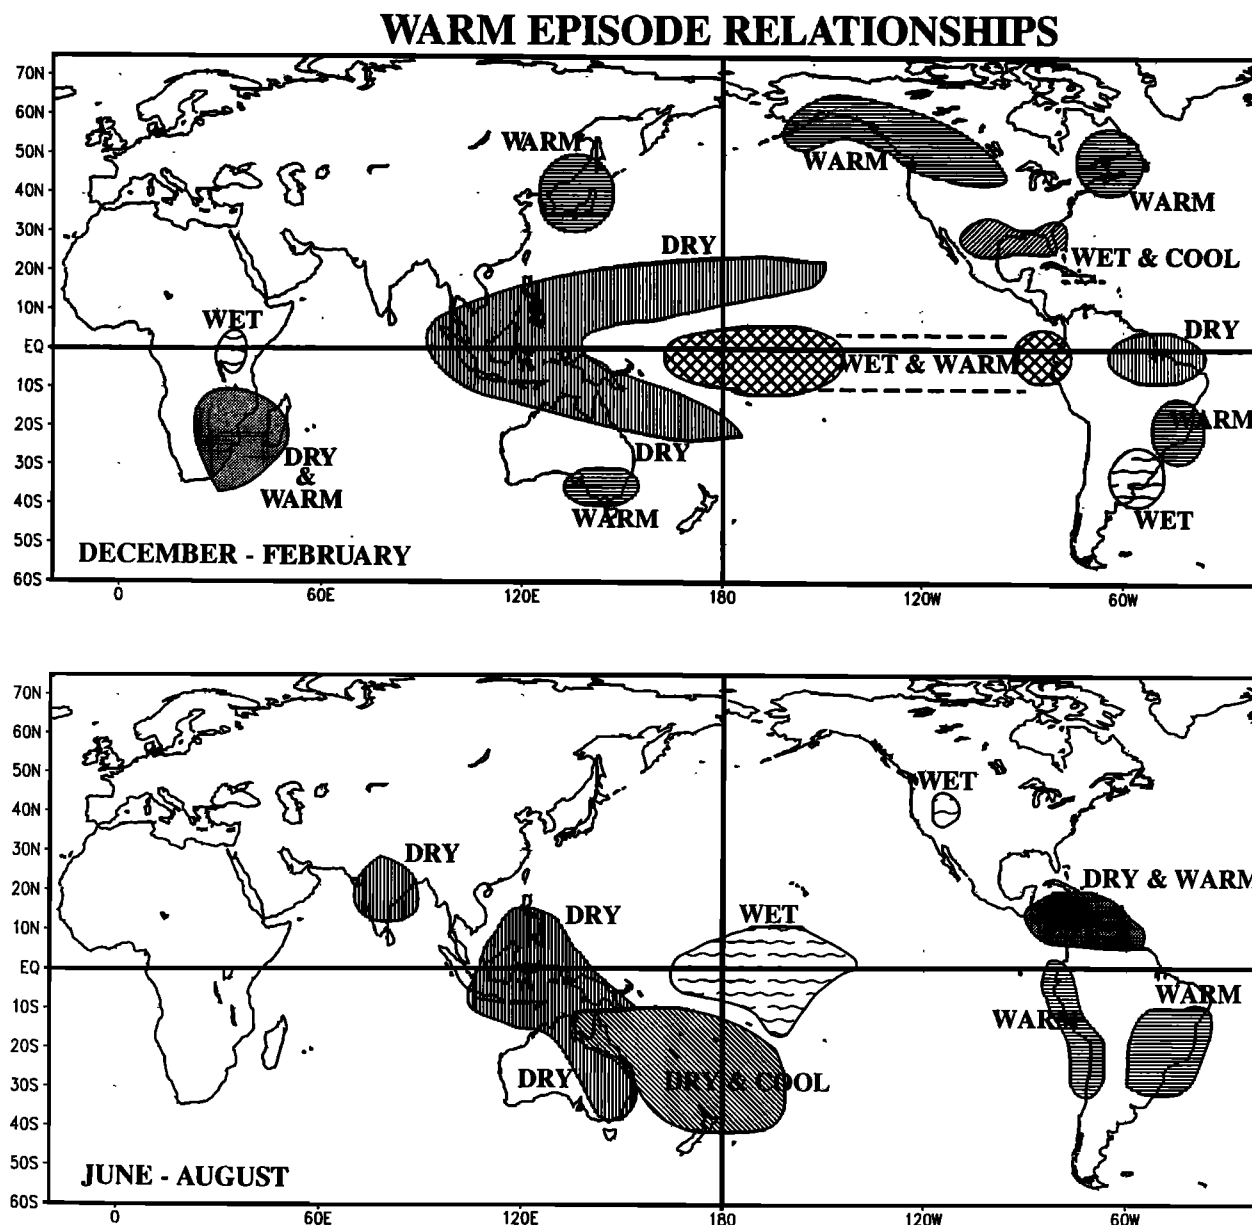 WARM EPISODE RELATIONSHIPS
70N
60N
WARM
50N
WARM
40N
WARM
30N
DRY
WET & COOL
20N
10N
WET
DRY
EQ
WET & WARM
10S
20S
WARM
DRY
DRY
30S
&
WARM
40S
WARM
WET
50S
DECEMBER - FEBRUARY
60S
0
60E
120E
180
120W
60W
70N
60N
50N
WET
40N
30N
DRY
DRY & WARM
20N
DRY
WET
10N
EQ
WARM
10S
WARM
20S
DRY
DRY & COOL
30S
40S
50S
JUNE - AUGUST
60S
0
60E
120E
180
120W
60W